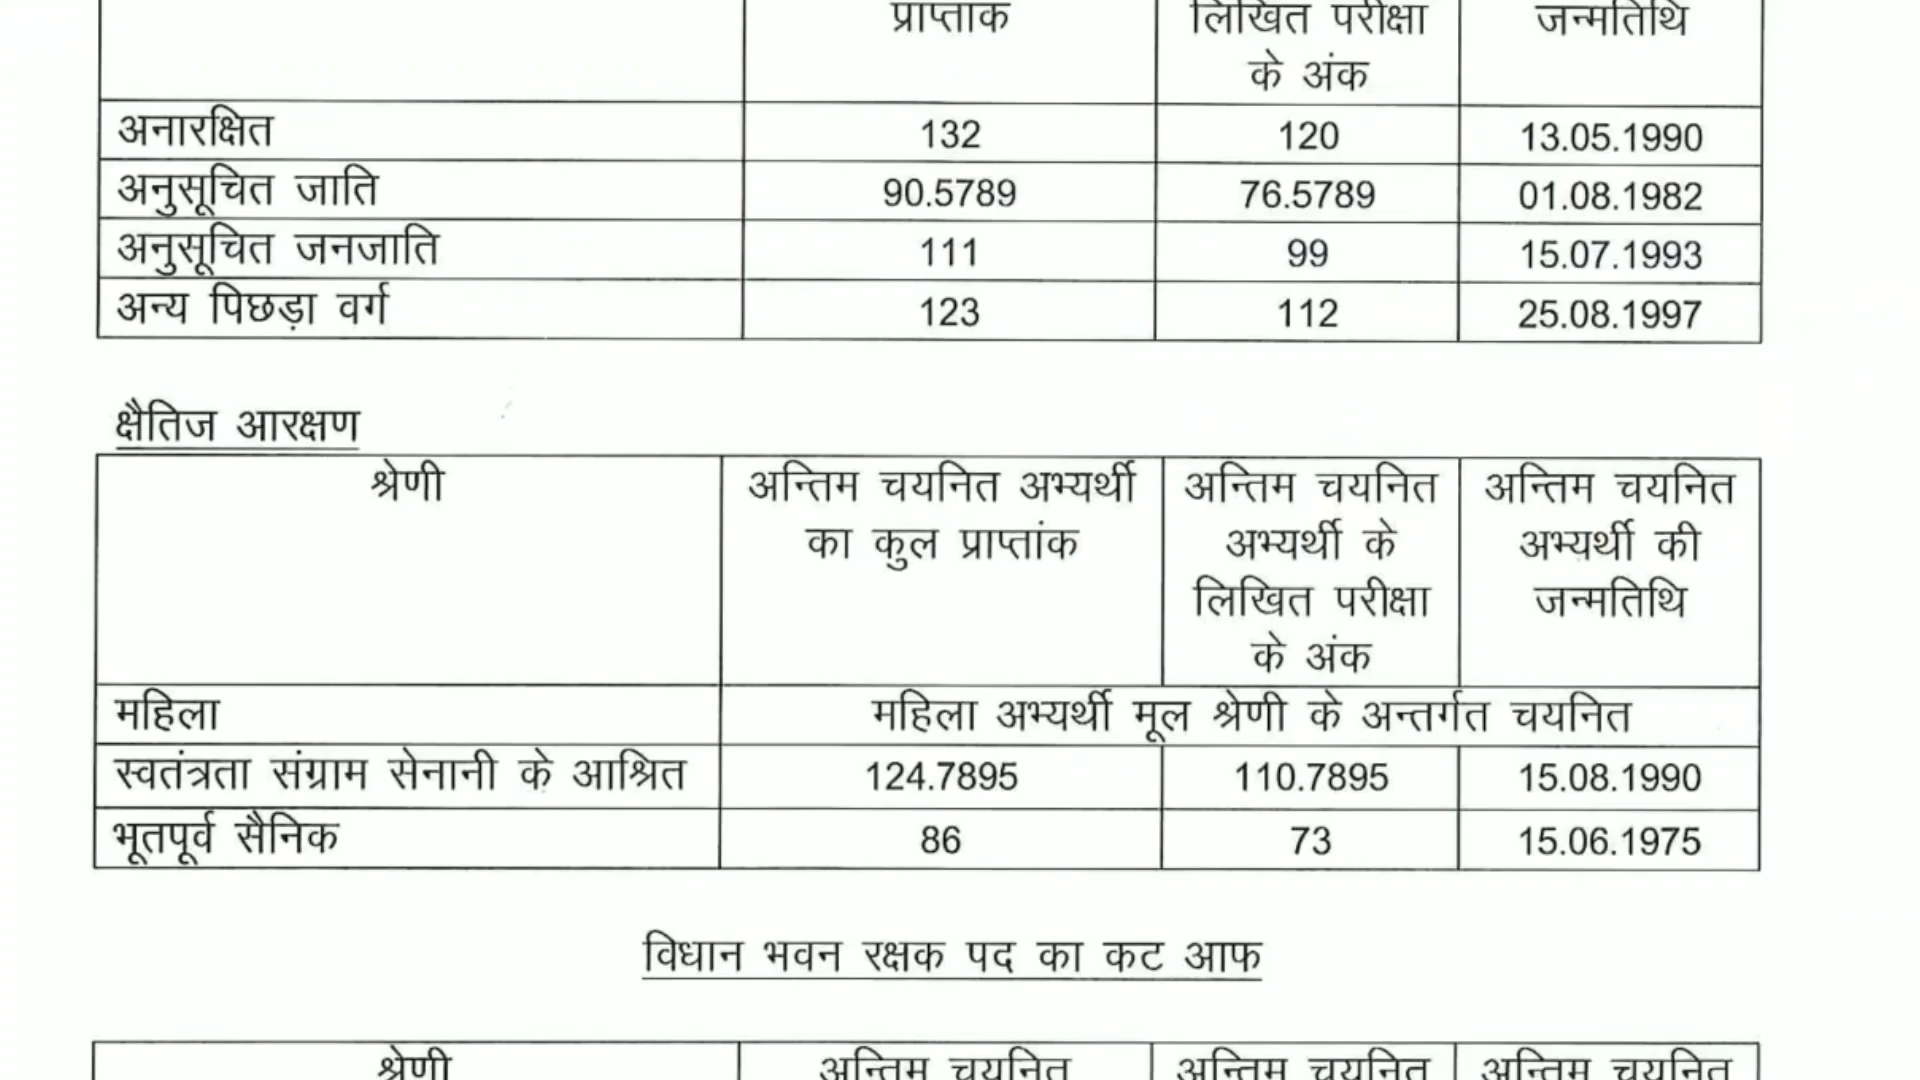 प्राप्तांक लिखित परीक्षा जन्मतिथि
के अंक
अनारक्षित 132 120 13.05.1990
अनुसूचित जाति 90.5789 76.5789 01.08.1982
अनुसूचित जनजाति 111 99 15.07.1993
अन्य पिछड़ा वर्ग 123 112 25.08.1997
क्षैतिज आरक्षण
श्रेणी अन्तिम चयनित अभ्यर्थी अन्तिम चयनित अन्तिम चयनित
का कुल प्राप्तांक अभ्यर्थी के अभ्यर्थी की
लिखित परीक्षा जन्मतिथि
के अंक
महिला महिला अभ्यर्थी मूल श्रेणी के अन्तर्गत चयनित
स्वतंत्रता संग्राम सेनानी के आश्रित 124.7895 110.7895 15.08.1990
भूतपूर्व सैनिक 86 73 15.06.1975
विधान भवन रक्षक पद का कट आफ
श्रेणी अन्तिम चयनित अन्तिम चयनित अन्तिम चयनित